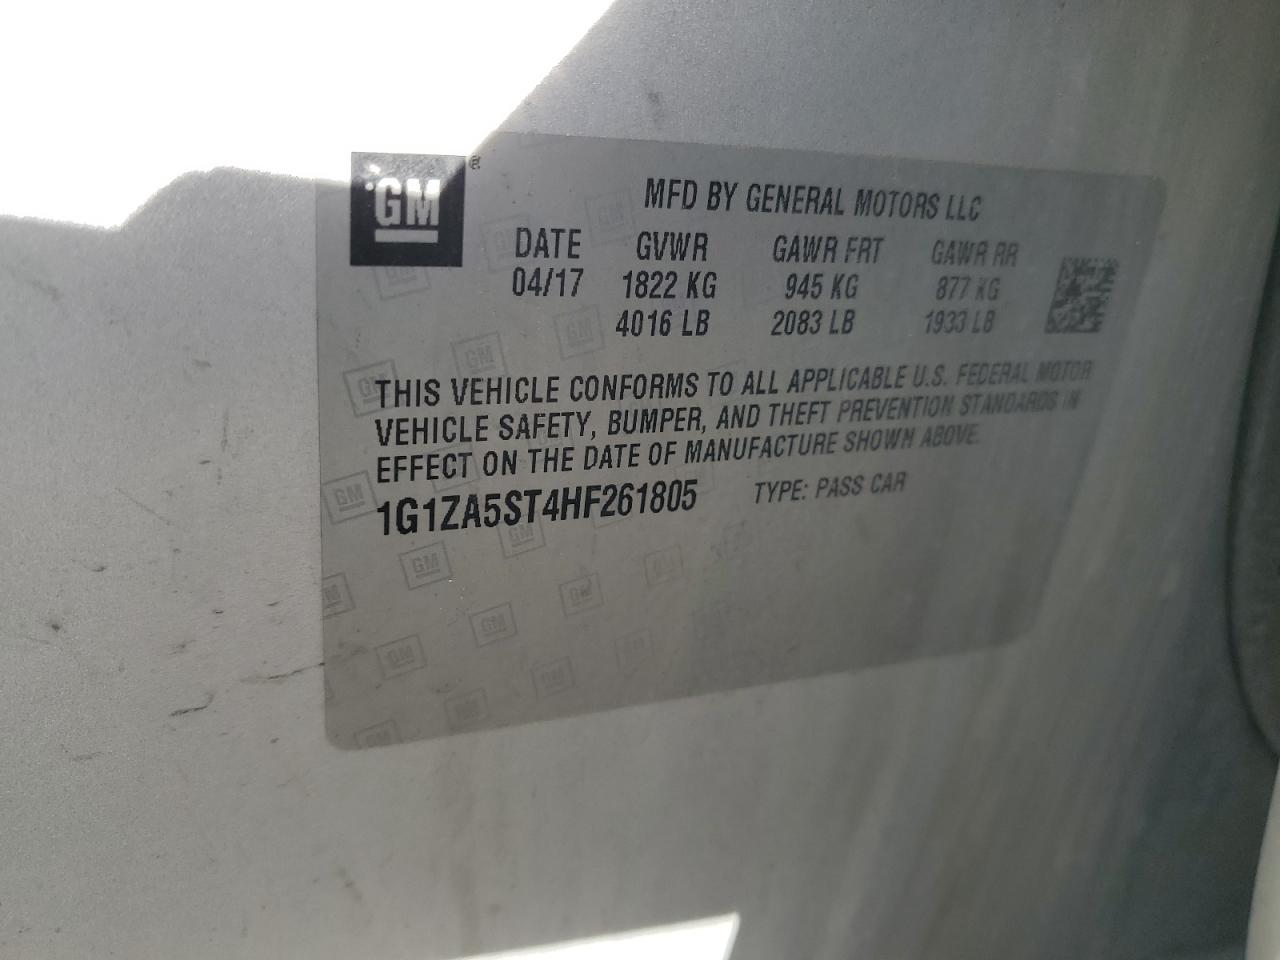 GM®
MFD BY GENERAL MOTORS LLC
DATE GVWR GAWR FRT GAWR RR
04/17 1822 KG 945 KG 877 KG
4016 LB 2083 LB 1933 LB
THIS VEHICLE CONFORMS TO ALL APPLICABLE U.S. FEDERAL MOTOR
VEHICLE SAFETY, BUMPER, AND THEFT PREVENTION STANDARDS IN
EFFECT ON THE DATE OF MANUFACTURE SHOWN ABOVE.
1G1ZA5ST4HF261805 TYPE: PASS CAR